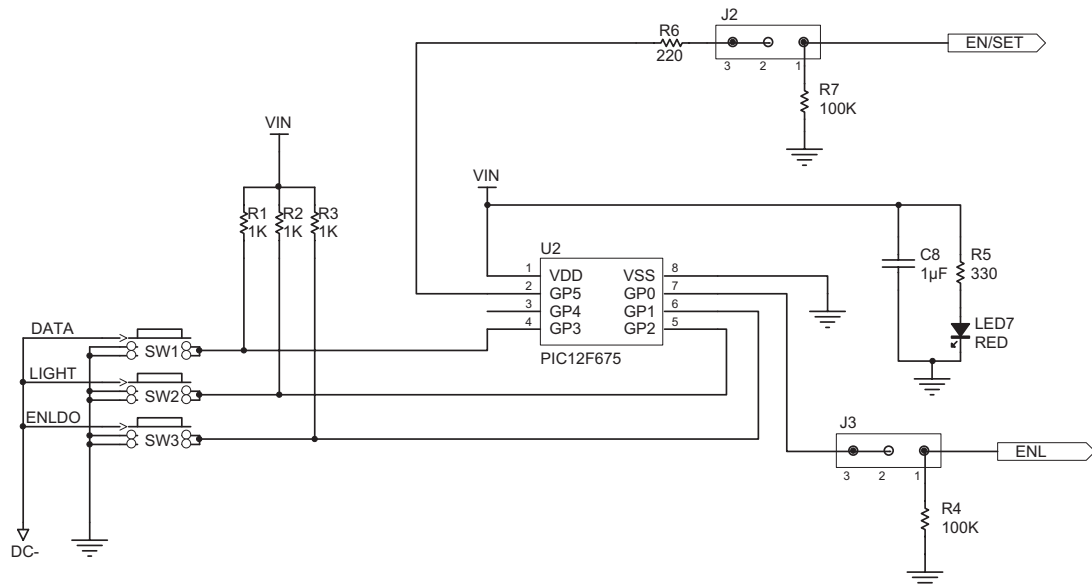 J2
R6
220
3 2 1
EN/SET
R7
100K
VIN
VIN
R1
1K
R2
1K
R3
1K
U2
1 VDD VSS 8
2 GP5 GP0 7
3 GP4 GP1 6
4 GP3 GP2 5
PIC12F675
C8
1µF
R5
330
LED7
RED
DATA
SW1
LIGHT
SW2
ENLDO
SW3
J3
3 2 1
ENL
R4
100K
DC-